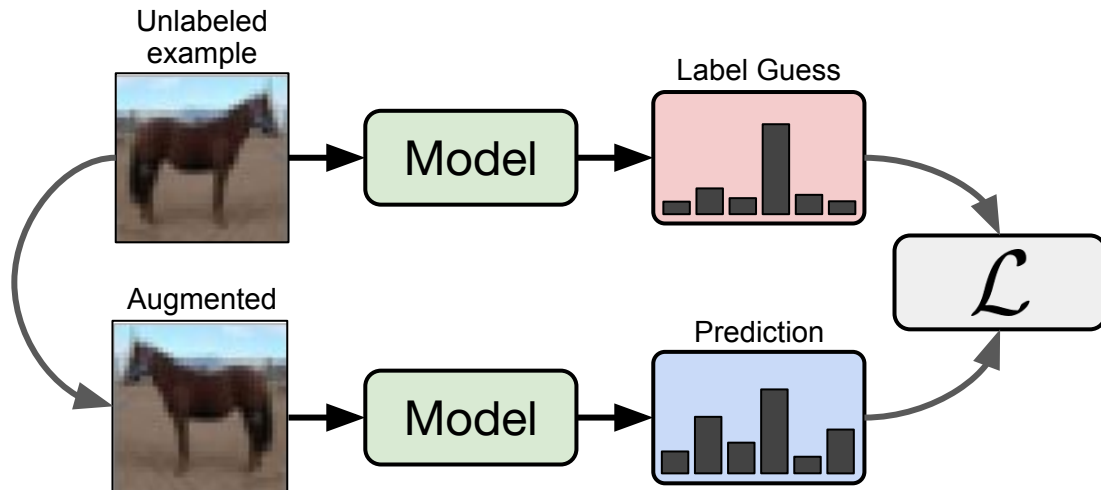 Unlabeled
example
Label Guess
Model
Augmented
Prediction
Model
ℒ